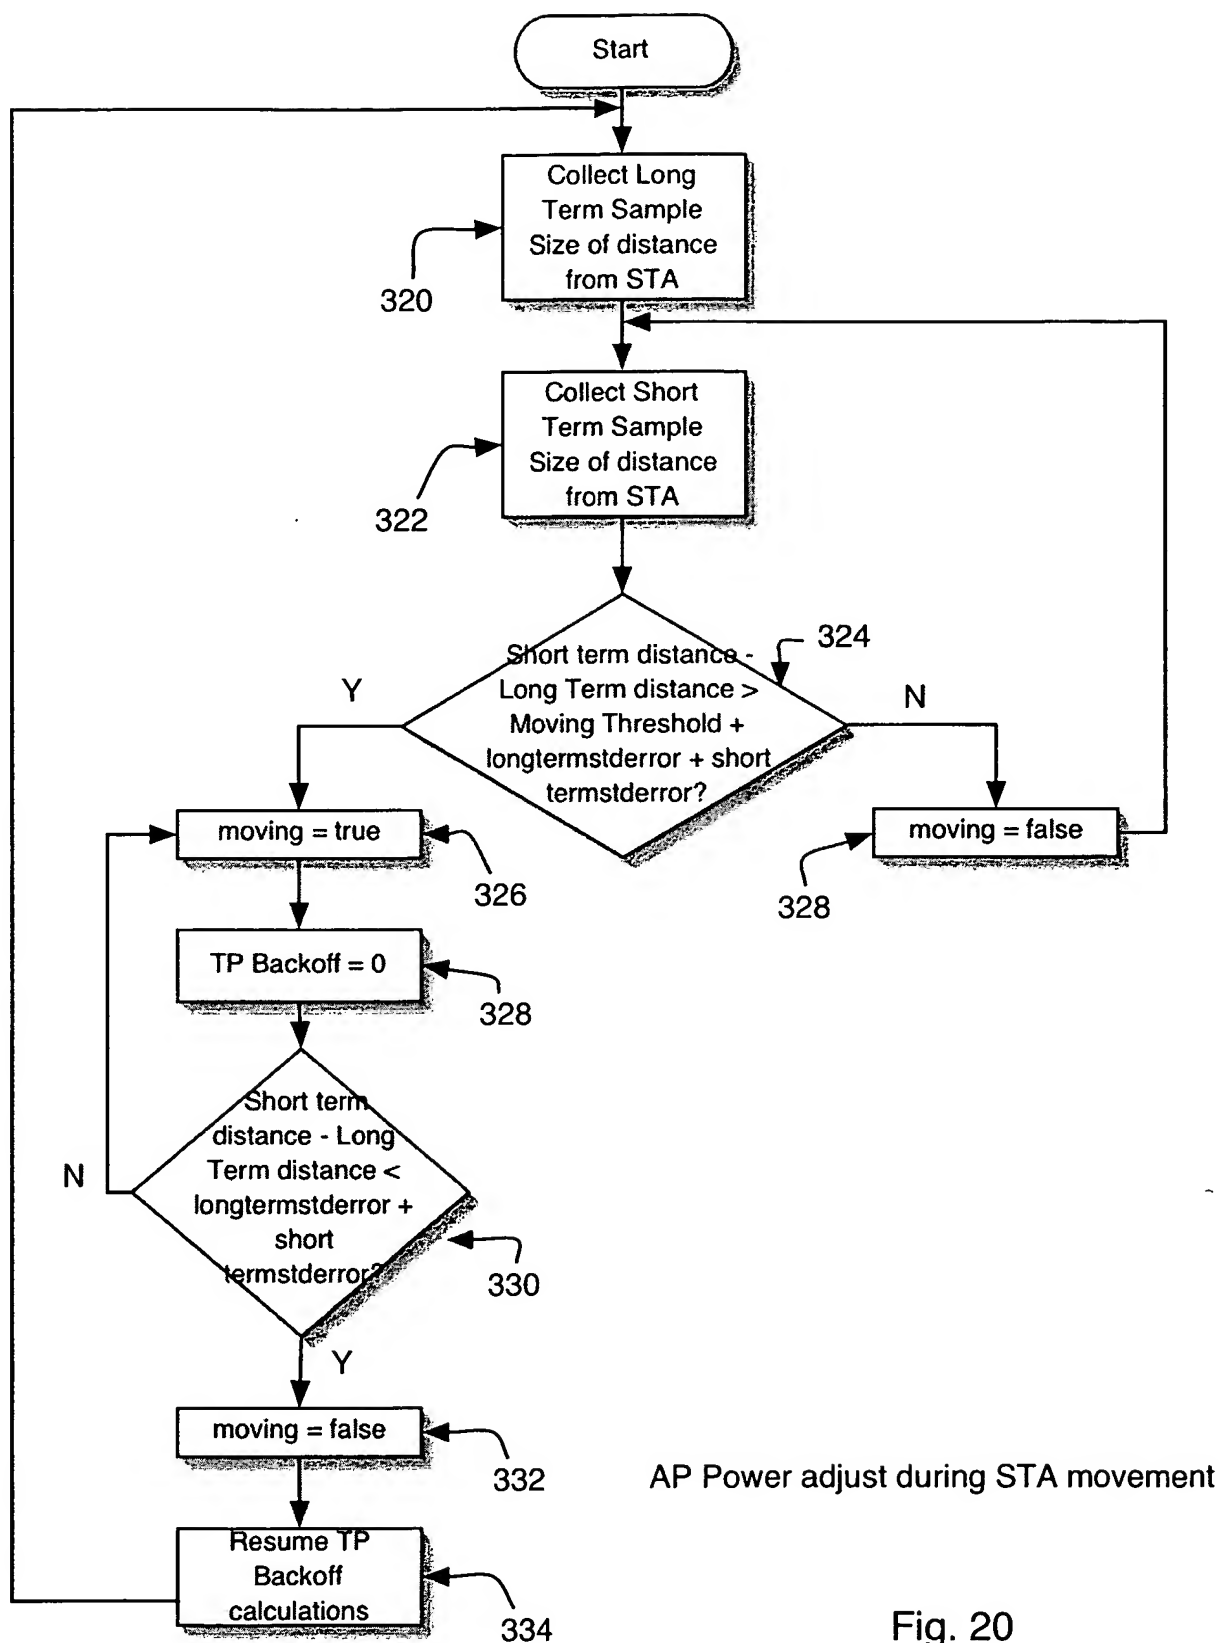 Start
Collect Long
Term Sample
Size of distance
from STA
320
Collect Short
Term Sample
Size of distance
from STA
322
324
Short term distance -
Long Term distance >
Moving Threshold +
longtermstderror + short
termstderror?
Y
N
moving = true
326
moving = false
328
TP Backoff = 0
328
Short term
distance - Long
Term distance <
longtermstderror +
short
termstderror?
N
330
Y
moving = false
332
AP Power adjust during STA movement
Resume TP
Backoff
calculations
334
Fig. 20